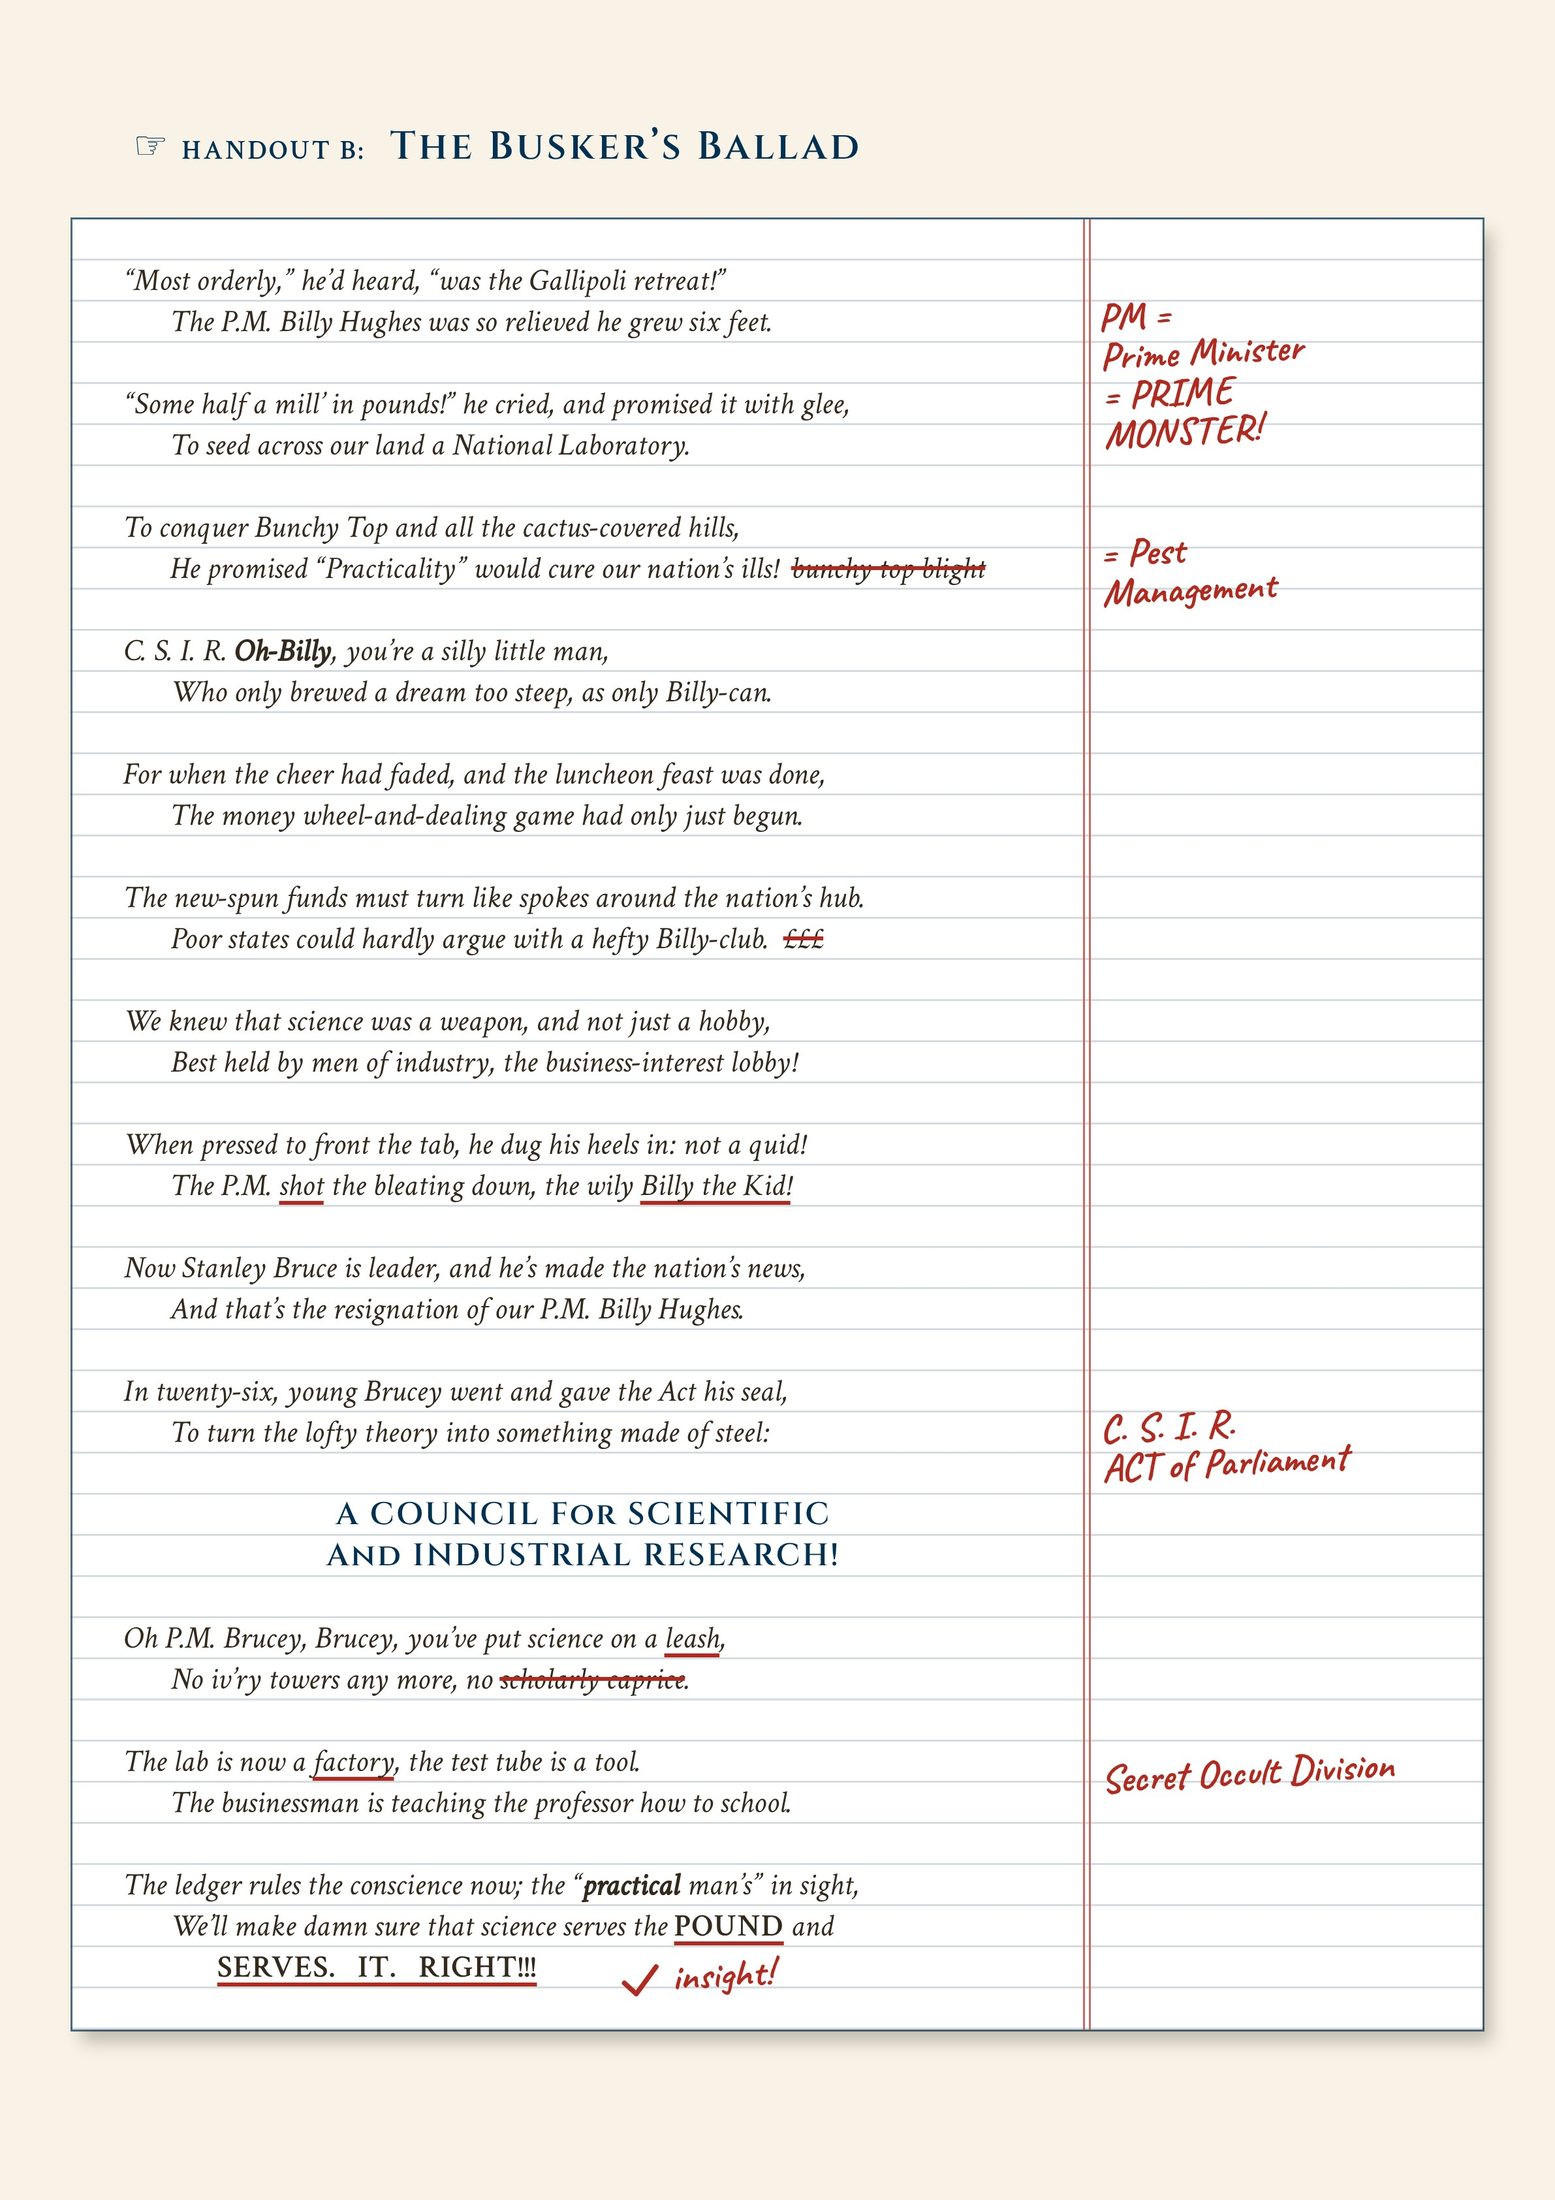 ☞ HANDOUT B: THE BUSKER’S BALLAD
“Most orderly,” he’d heard, “was the Gallipoli retreat!”
The P.M. Billy Hughes was so relieved he grew six feet.
PM =
Prime Minister
= PRIME
MONSTER!
“Some half a mill’ in pounds!” he cried, and promised it with glee,
To seed across our land a National Laboratory.
To conquer Bunchy Top and all the cactus-covered hills,
He promised “Practicality” would cure our nation’s ills! bunchy top blight
= Pest
Management
C. S. I. R. Oh-Billy, you’re a silly little man,
Who only brewed a dream too steep, as only Billy-can.
For when the cheer had faded, and the luncheon feast was done,
The money wheel-and-dealing game had only just begun.
The new-spun funds must turn like spokes around the nation’s hub.
Poor states could hardly argue with a hefty Billy-club. £££
We knew that science was a weapon, and not just a hobby,
Best held by men of industry, the business-interest lobby!
When pressed to front the tab, he dug his heels in: not a quid!
The P.M. shot the bleating down, the wily Billy the Kid!
Now Stanley Bruce is leader, and he’s made the nation’s news,
And that’s the resignation of our P.M. Billy Hughes.
In twenty-six, young Brucey went and gave the Act his seal,
To turn the lofty theory into something made of steel:
C. S. I. R.
ACT of Parliament
A COUNCIL FOR SCIENTIFIC
AND INDUSTRIAL RESEARCH!
Oh P.M. Brucey, Brucey, you’ve put science on a leash,
No iv’ry towers any more, no scholarly caprice.
The lab is now a factory, the test tube is a tool.
The businessman is teaching the professor how to school.
Secret Occult Division
The ledger rules the conscience now; the “practical man’s” in sight,
We’ll make damn sure that science serves the POUND and
SERVES. IT. RIGHT!!!
✓ insight!